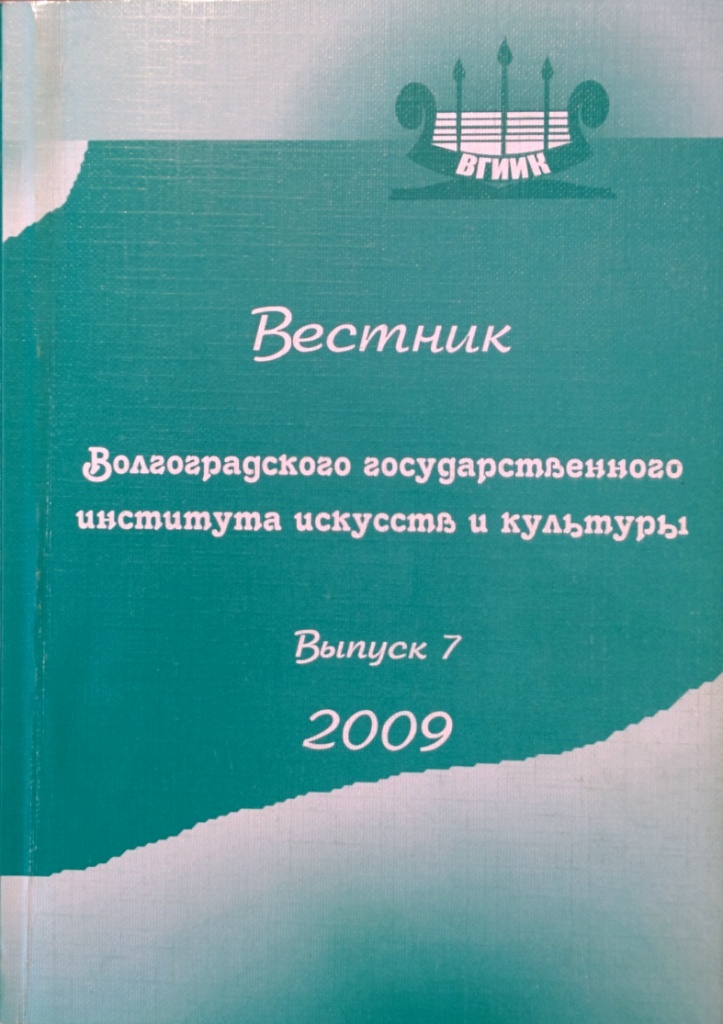 ВГИИК
Вестник
Волгоградского государственного
института искусств и культуры
Выпуск 7
2009